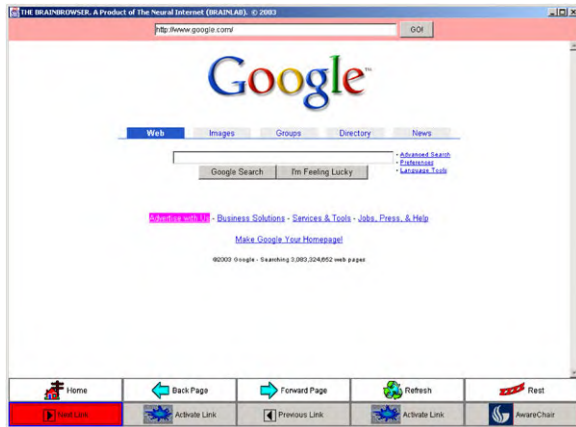 THE BRAINBROWSER. A Product of The Neural Internet (BRAINLAB). © 2003
http://www.google.com/ GO!
Google™
Web Images Groups Directory News
- Advanced Search
- Preferences
- Language Tools
Google Search I'm Feeling Lucky
Advertise with Us - Business Solutions - Services & Tools - Jobs, Press, & Help
Make Google Your Homepage!
©2003 Google - Searching 3,083,324,652 web pages
Home Back Page Forward Page Refresh Rest
Next Link Activate Link Previous Link Activate Link AwareChair